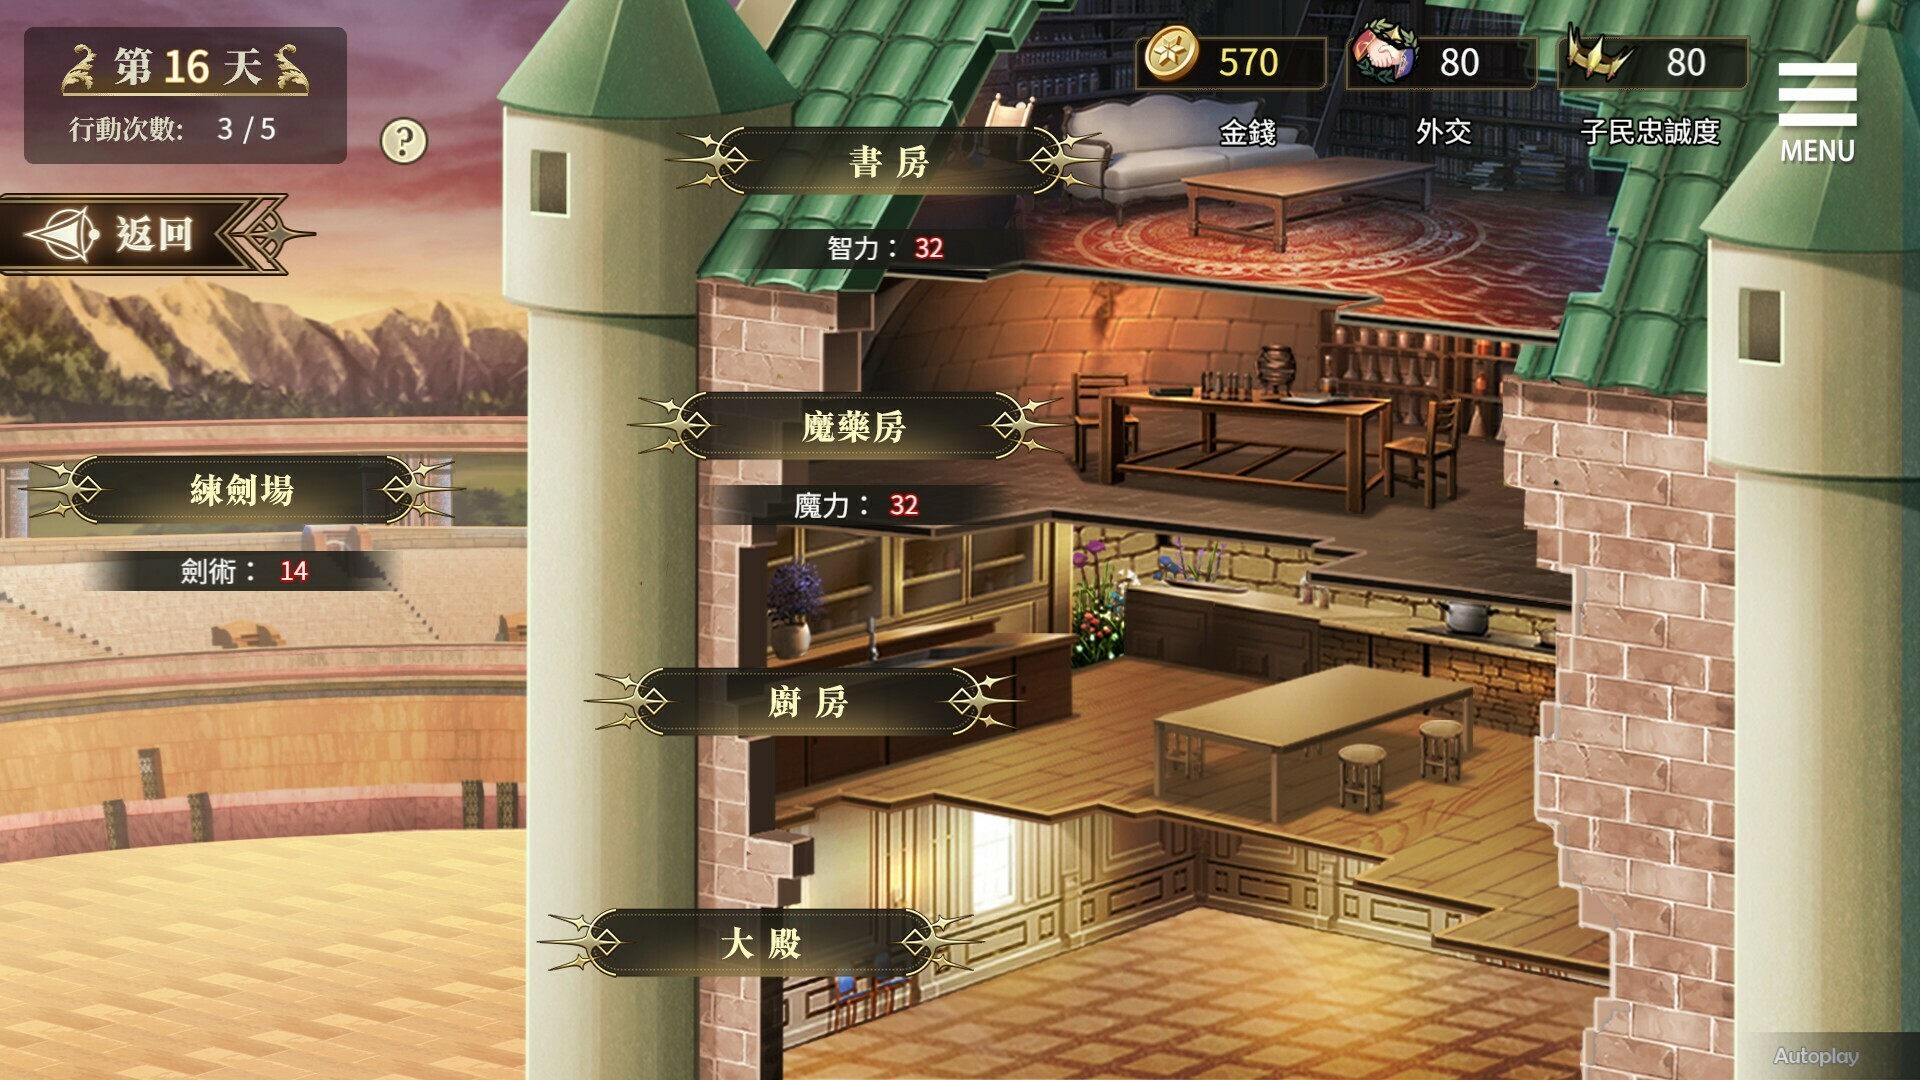 第16天
行動次數: 3 / 5
?
返回
570
金錢
80
外交
80
子民忠誠度
MENU
書房
智力： 32
魔藥房
魔力： 32
練劍場
劍術： 14
廚房
大殿
Autoplay